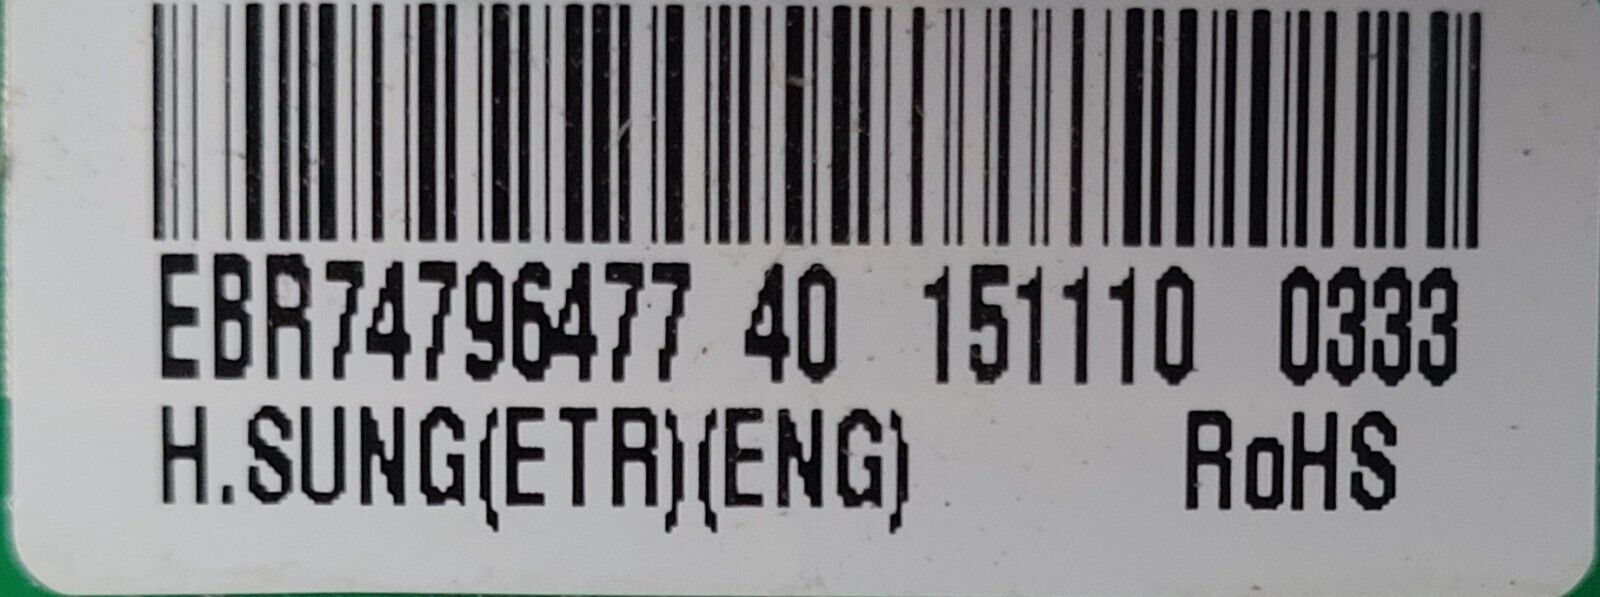 EBR74796477 40 151110 0333
H.SUNG(ETR)(ENG) RoHS